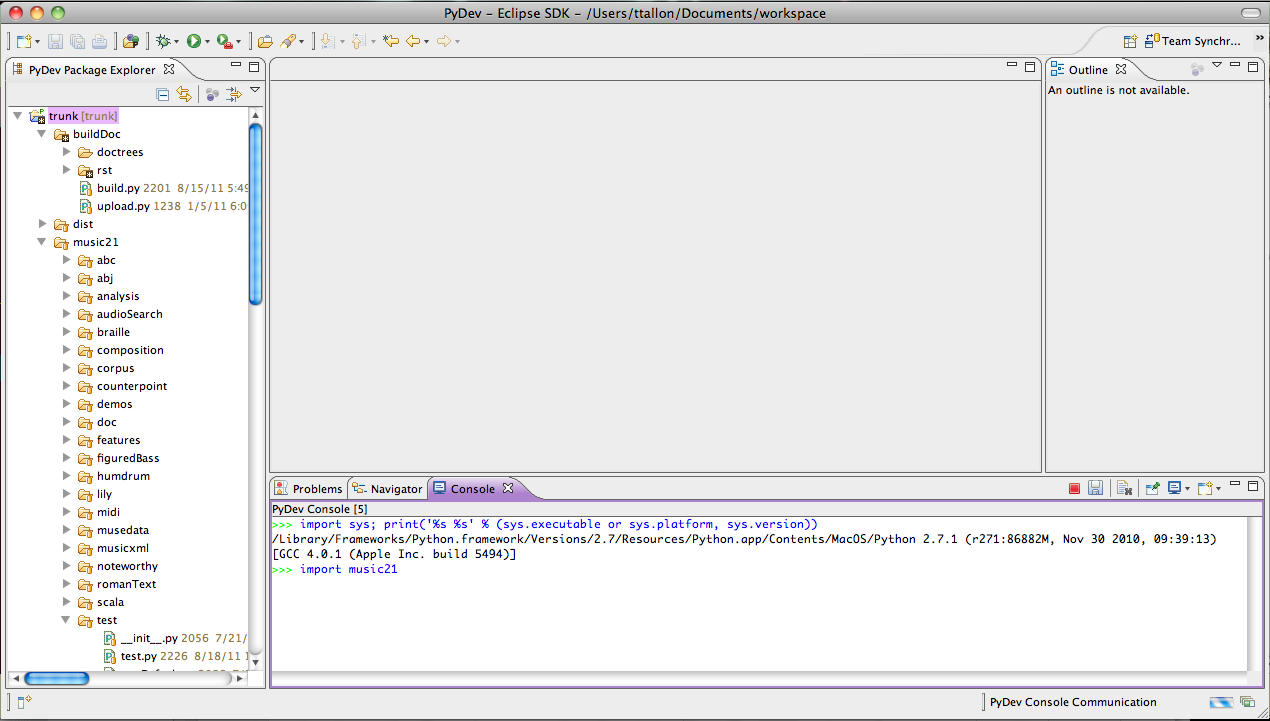 PyDev - Eclipse SDK - /Users/ttallon/Documents/workspace
Team Synchr...
PyDev Package Explorer
trunk [trunk]
buildDoc
doctrees
rst
build.py 2201 8/15/11 5:49
upload.py 1238 1/5/11 6:0
dist
music21
abc
abj
analysis
audioSearch
braille
composition
corpus
counterpoint
demos
doc
features
figuredBass
humdrum
lily
midi
musedata
musicxml
noteworthy
romanText
scala
test
__init__.py 2056 7/21/
test.py 2226 8/18/11 1
Outline
An outline is not available.
Problems
Navigator
Console
PyDev Console [5]
>>> import sys; print('%s %s' % (sys.executable or sys.platform, sys.version))
/Library/Frameworks/Python.framework/Versions/2.7/Resources/Python.app/Contents/MacOS/Python 2.7.1 (r271:86882M, Nov 30 2010, 09:39:13)
[GCC 4.0.1 (Apple Inc. build 5494)]
>>> import music21
PyDev Console Communication